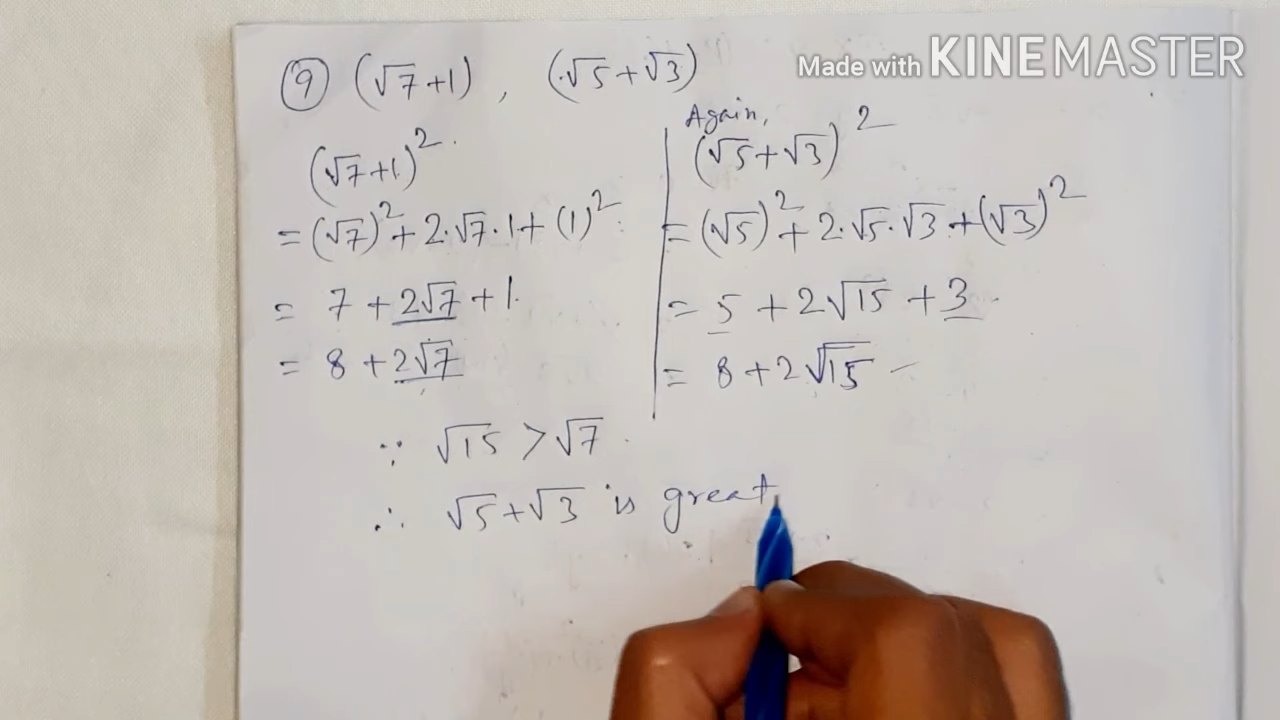 ⑨ (√7+1), (√5+√3)
Made with KINEMASTER
(√7+1)²
= (√7)² + 2·√7·1 + (1)²
= 7 + 2√7 + 1
= 8 + 2√7
Again,
(√5+√3)²
= (√5)² + 2·√5·√3 + (√3)²
= 5 + 2√15 + 3
= 8 + 2√15
∵ √15 > √7
∴ √5+√3 is great